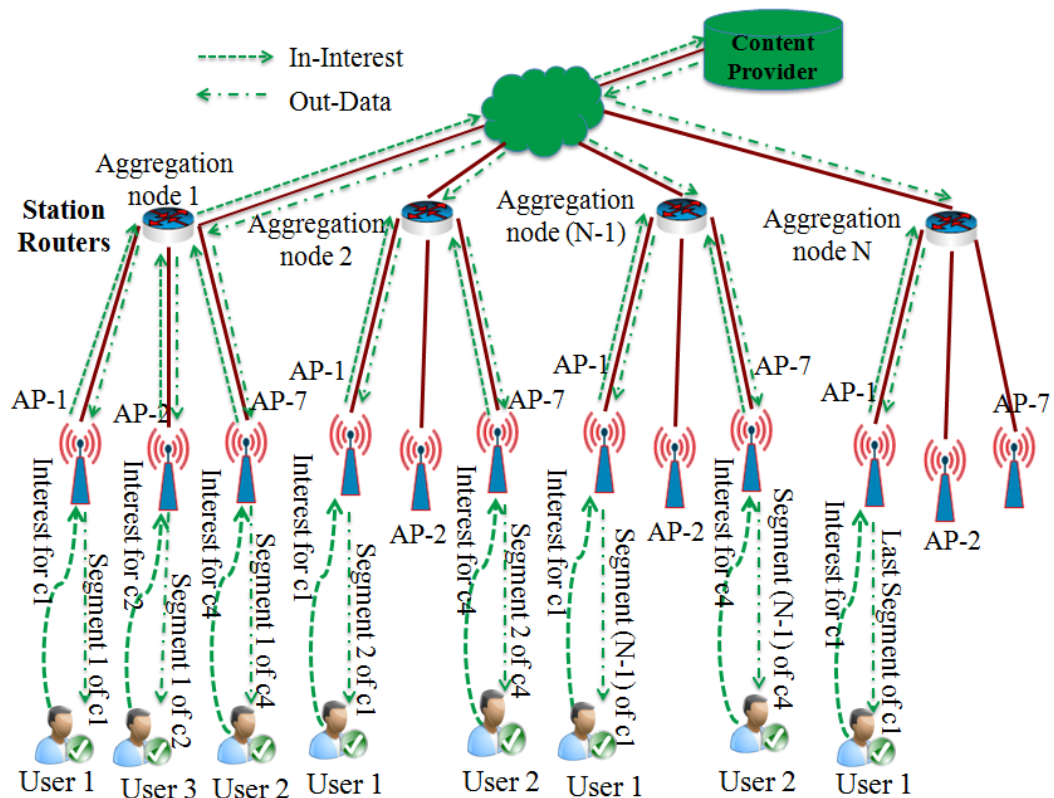 In-Interest
Out-Data
Content
Provider
Aggregation
node 1
Station
Routers
Aggregation
node 2
Aggregation
node (N-1)
Aggregation
node N
AP-1
AP-2
AP-7
AP-1
AP-2
AP-7
AP-1
AP-2
AP-7
AP-1
AP-2
AP-7
Interest for c1
Segment 1 of c1
Interest for c2
Segment 1 of c2
Interest for c4
Segment 1 of c4
Interest for c1
Segment 2 of c1
Interest for c4
Segment 2 of c4
Interest for c1
Segment (N-1) of c1
Interest for c4
Segment (N-1) of c4
Interest for c1
Last Segment of c1
User 1
User 3
User 2
User 1
User 2
User 1
User 2
User 1